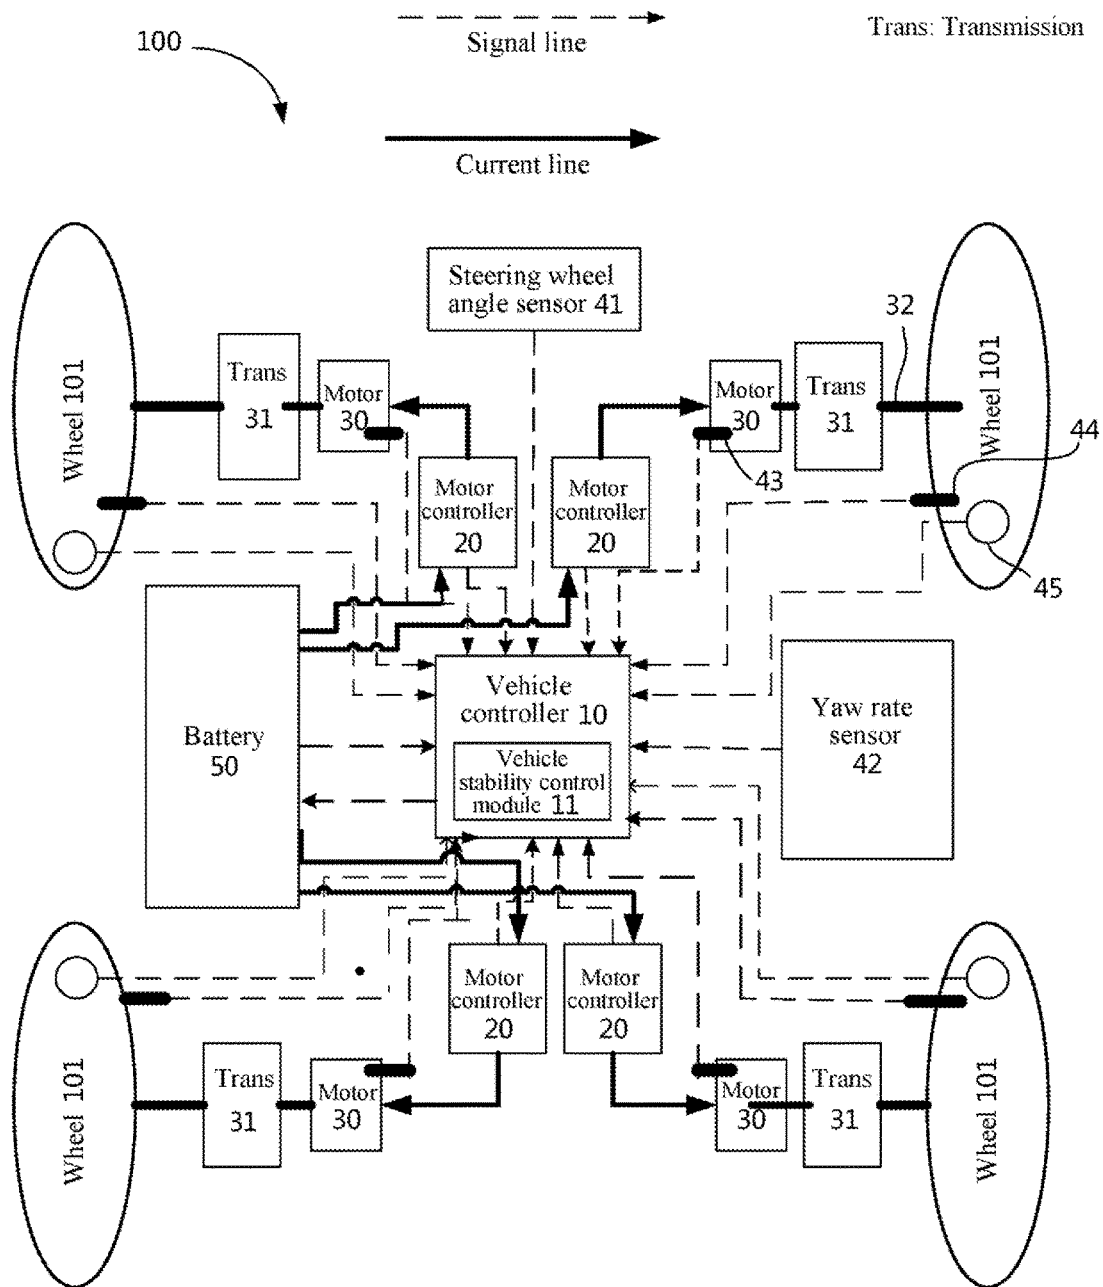 100
Signal line
Trans: Transmission
Current line
Steering wheel
angle sensor 41
32
Wheel 101
Trans
31
Motor
30
Motor
30
Trans
31
Wheel 101
44
43
Motor
controller
20
Motor
controller
20
45
Battery
50
Vehicle
controller 10
Vehicle
stability control
module 11
Yaw rate
sensor
42
Motor
controller
20
Motor
controller
20
Wheel 101
Trans
31
Motor
30
Motor
30
Trans
31
Wheel 101